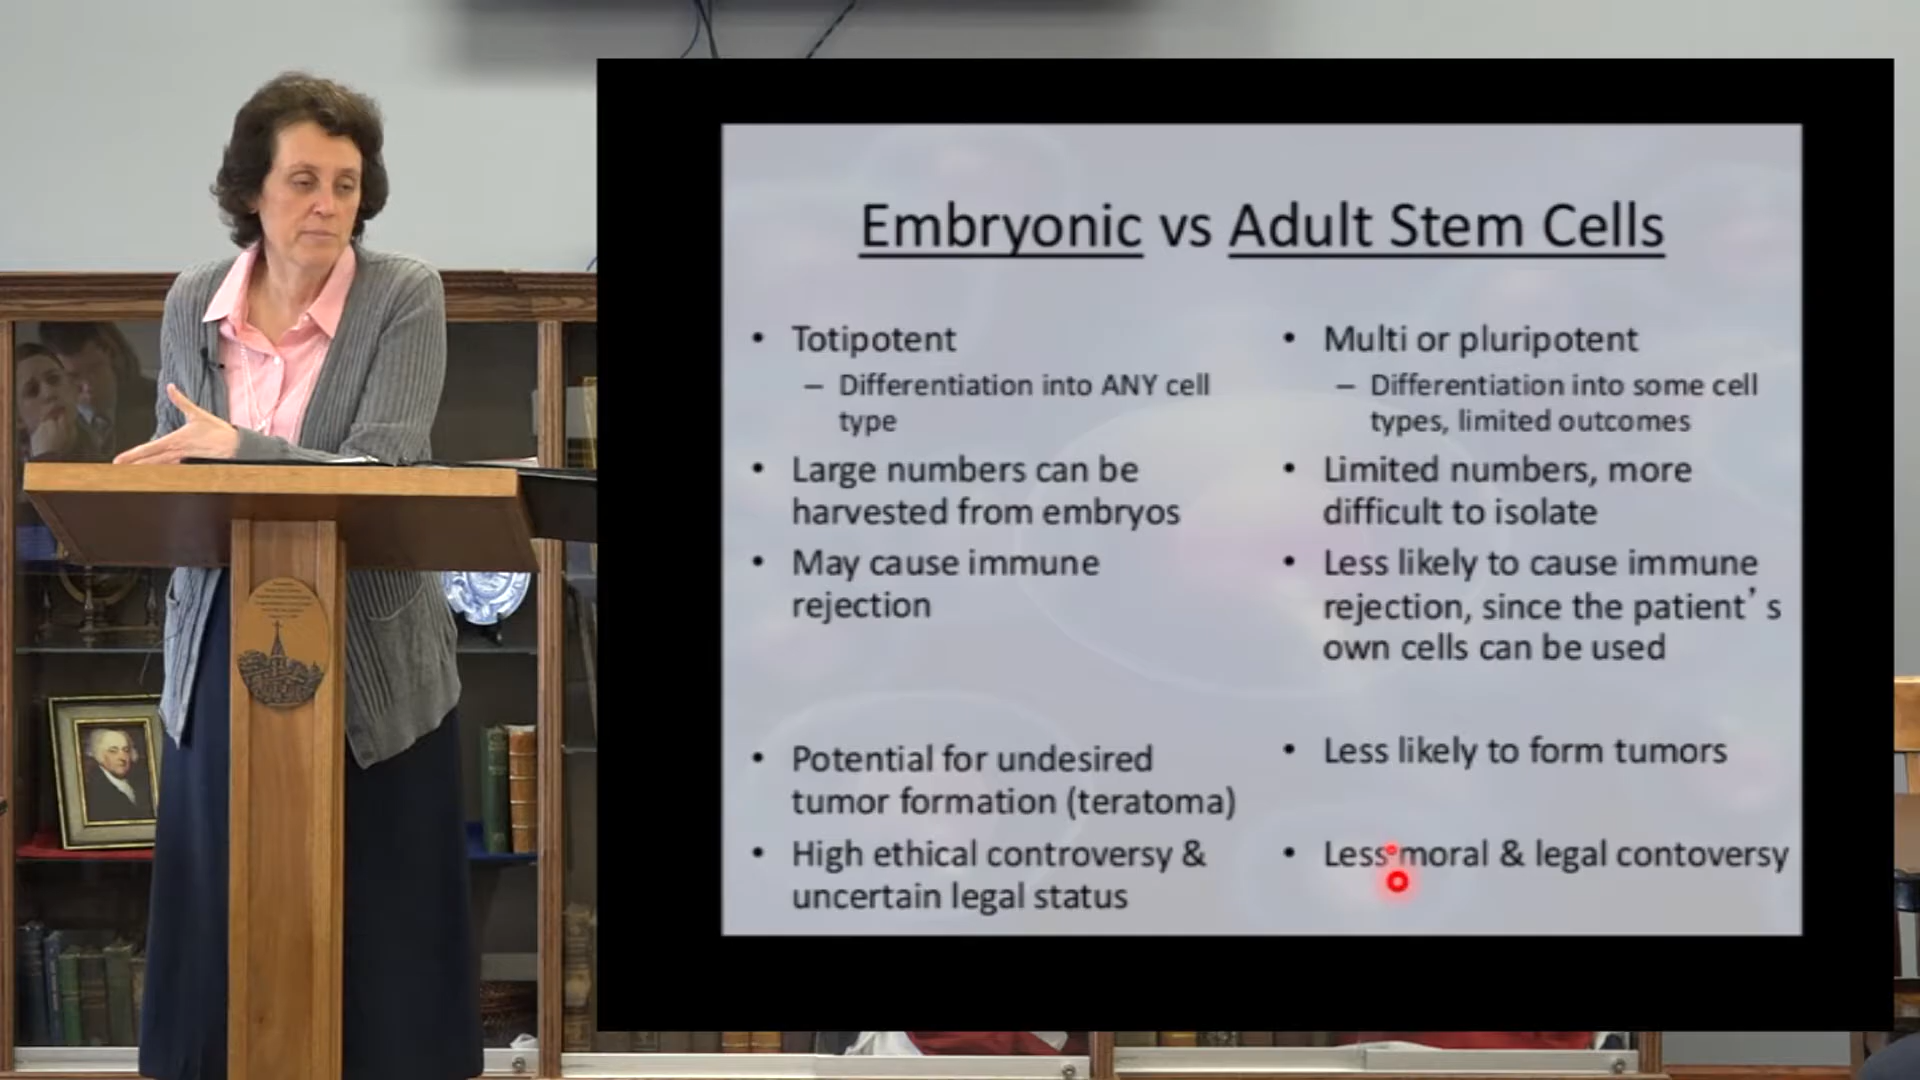 Embryonic vs Adult Stem Cells
• Totipotent
– Differentiation into ANY cell
type
• Large numbers can be
harvested from embryos
• May cause immune
rejection
• Potential for undesired
tumor formation (teratoma)
• High ethical controversy &
uncertain legal status
• Multi or pluripotent
– Differentiation into some cell
types, limited outcomes
• Limited numbers, more
difficult to isolate
• Less likely to cause immune
rejection, since the patient’s
own cells can be used
• Less likely to form tumors
• Less moral & legal contoversy